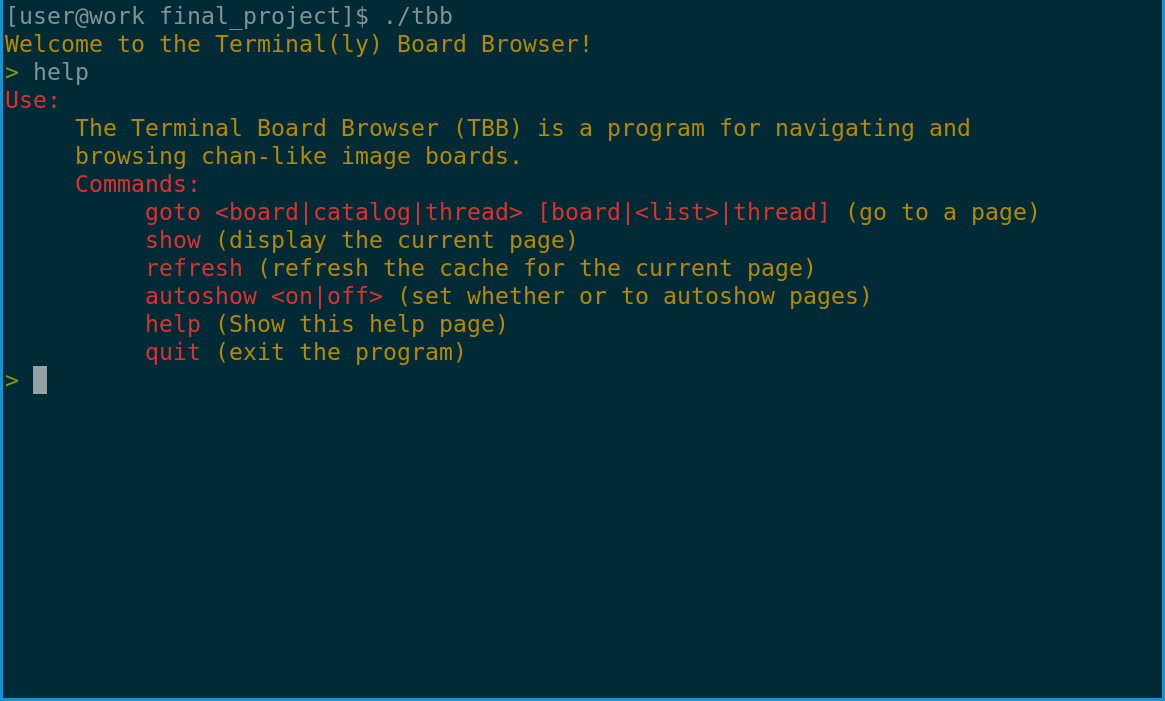 [user@work final_project]$ ./tbb
Welcome to the Terminal(ly) Board Browser!
> help
Use:
The Terminal Board Browser (TBB) is a program for navigating and
browsing chan-like image boards.
Commands:
goto <board|catalog|thread> [board|<list>|thread] (go to a page)
show (display the current page)
refresh (refresh the cache for the current page)
autoshow <on|off> (set whether or to autoshow pages)
help (Show this help page)
quit (exit the program)
>